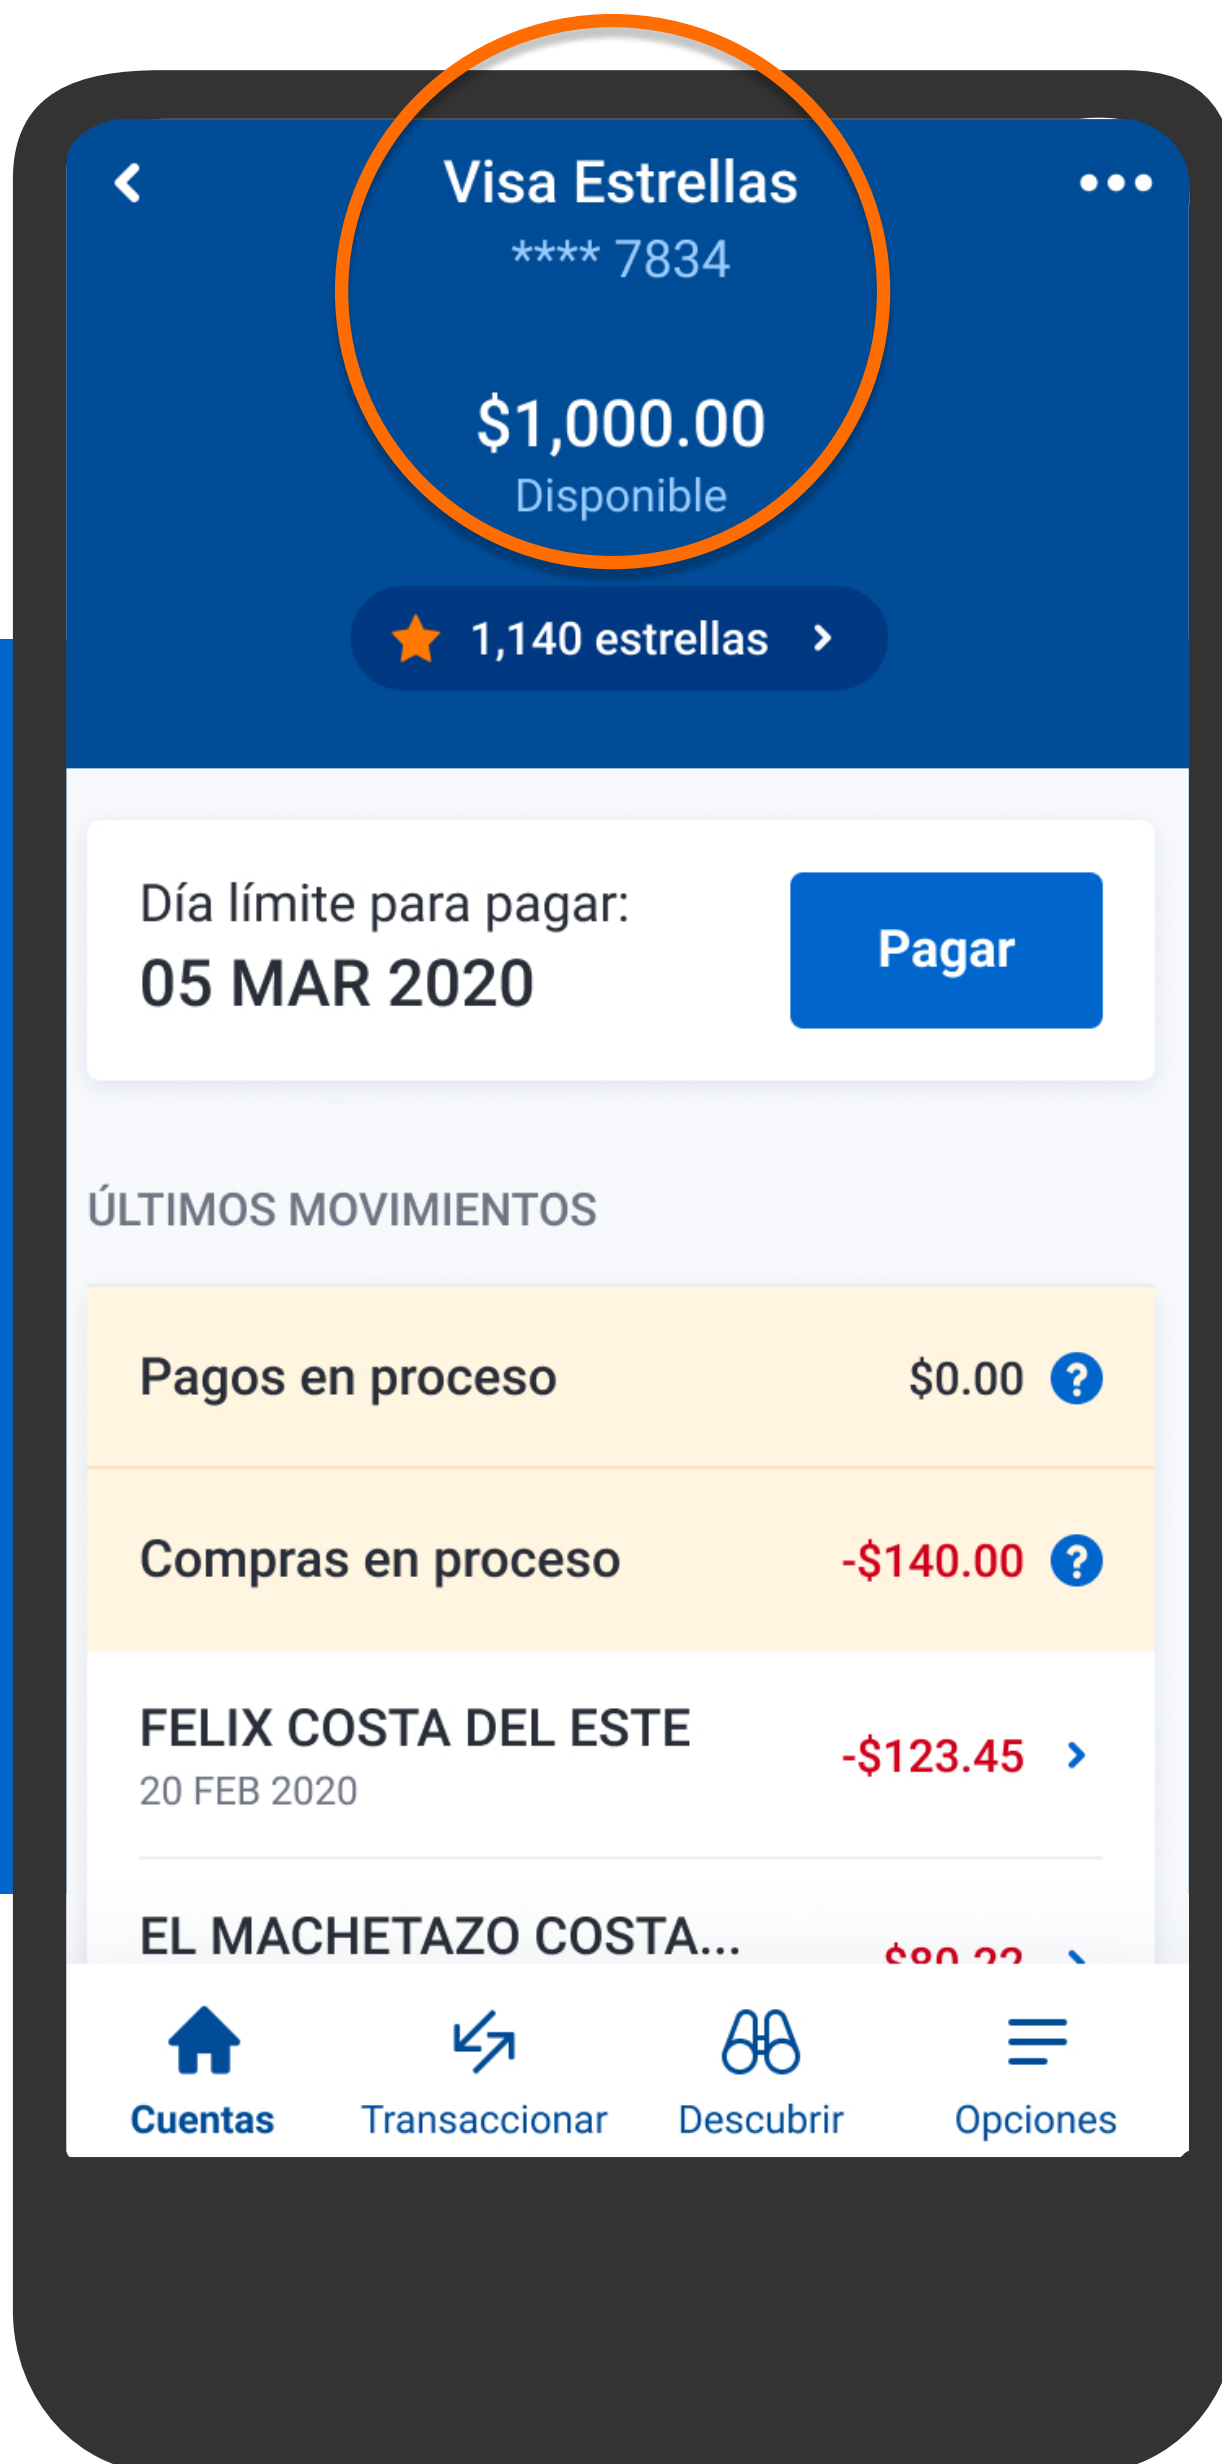 Visa Estrellas
**** 7834
$1,000.00
Disponible
1,140 estrellas
Día límite para pagar:
05 MAR 2020
Pagar
ÚLTIMOS MOVIMIENTOS
Pagos en proceso $0.00 ?
Compras en proceso -$140.00 ?
FELIX COSTA DEL ESTE
20 FEB 2020
-$123.45
EL MACHETAZO COSTA...
Cuentas Transaccionar Descubrir Opciones